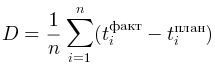 D = \frac{1}{n} \sum_{i=1}^{n} (t_i^{факт} - t_i^{план})